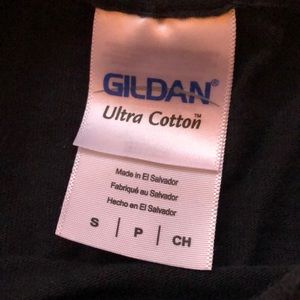 GILDAN®
Ultra Cotton™
Made in El Salvador
Fabriqué au Salvador
Hecho en El Salvador
S | P | CH